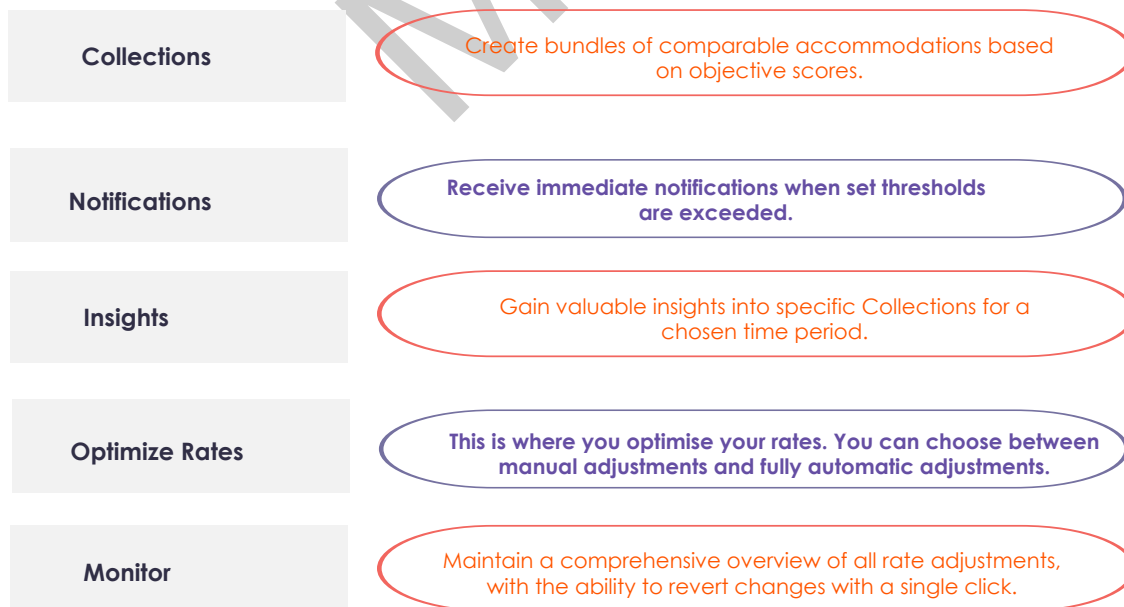 Collections
Create bundles of comparable accommodations based
on objective scores.
Notifications
Receive immediate notifications when set thresholds
are exceeded.
Insights
Gain valuable insights into specific Collections for a
chosen time period.
Optimize Rates
This is where you optimise your rates. You can choose between
manual adjustments and fully automatic adjustments.
Monitor
Maintain a comprehensive overview of all rate adjustments,
with the ability to revert changes with a single click.